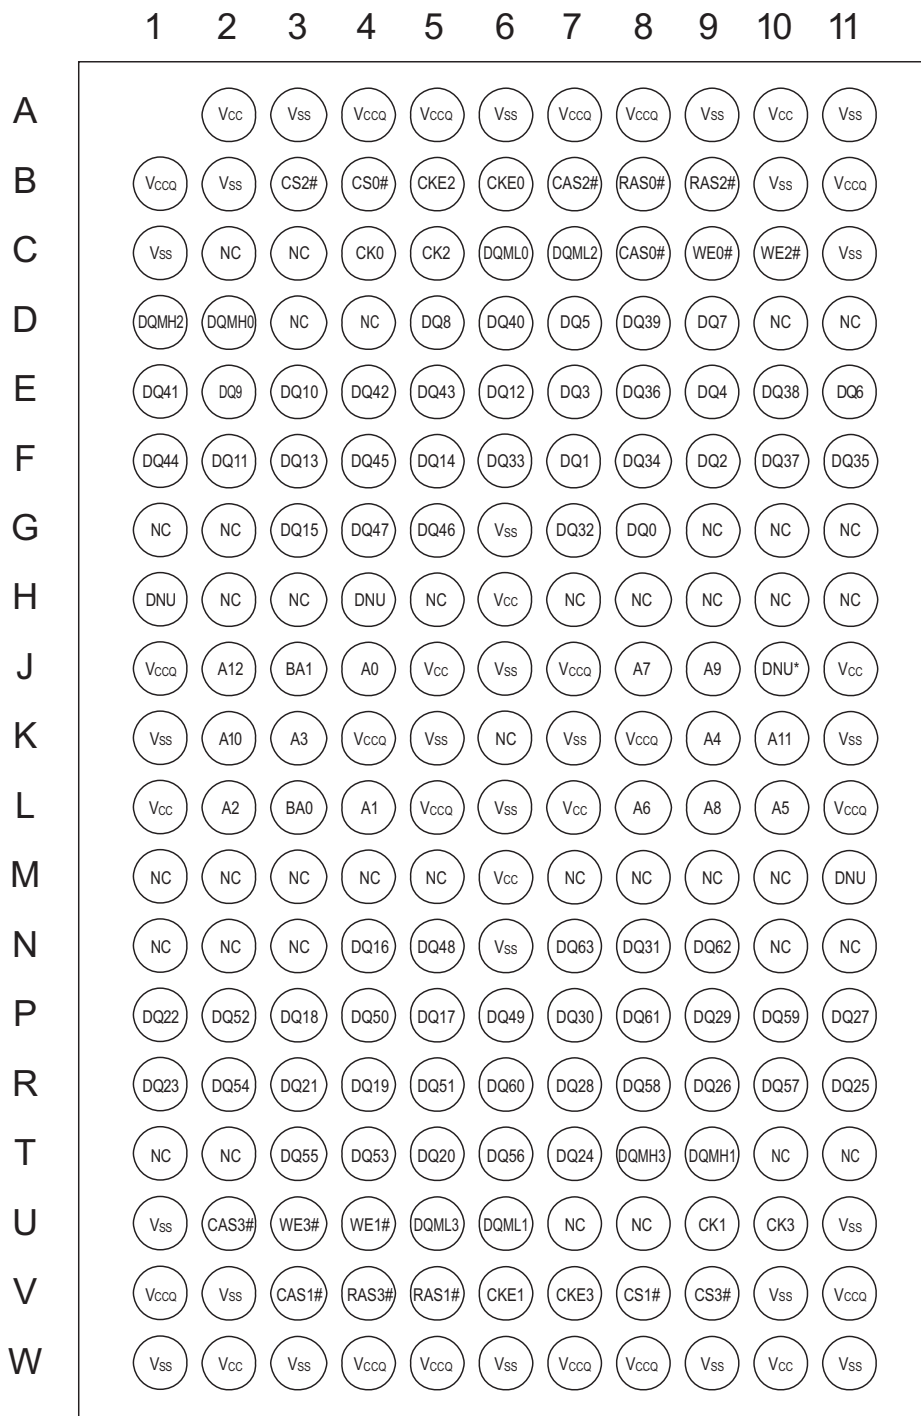 1 2 3 4 5 6 7 8 9 10 11
A Vcc Vss VccQ VccQ Vss VccQ VccQ Vss Vcc Vss
B VccQ Vss CS2# CS0# CKE2 CKE0 CAS2# RAS0# RAS2# Vss VccQ
C Vss NC NC CK0 CK2 DQML0 DQML2 CAS0# WE0# WE2# Vss
D DQMH2 DQMH0 NC NC DQ8 DQ40 DQ5 DQ39 DQ7 NC NC
E DQ41 DQ9 DQ10 DQ42 DQ43 DQ12 DQ3 DQ36 DQ4 DQ38 DQ6
F DQ44 DQ11 DQ13 DQ45 DQ14 DQ33 DQ1 DQ34 DQ2 DQ37 DQ35
G NC NC DQ15 DQ47 DQ46 Vss DQ32 DQ0 NC NC NC
H DNU NC NC DNU NC Vcc NC NC NC NC NC
J VccQ A12 BA1 A0 Vcc Vss VccQ A7 A9 DNU* Vcc
K Vss A10 A3 VccQ Vss NC Vss VccQ A4 A11 Vss
L Vcc A2 BA0 A1 VccQ Vss Vcc A6 A8 A5 VccQ
M NC NC NC NC NC Vcc NC NC NC NC DNU
N NC NC NC DQ16 DQ48 Vss DQ63 DQ31 DQ62 NC NC
P DQ22 DQ52 DQ18 DQ50 DQ17 DQ49 DQ30 DQ61 DQ29 DQ59 DQ27
R DQ23 DQ54 DQ21 DQ19 DQ51 DQ60 DQ28 DQ58 DQ26 DQ57 DQ25
T NC NC DQ55 DQ53 DQ20 DQ56 DQ24 DQMH3 DQMH1 NC NC
U Vss CAS3# WE3# WE1# DQML3 DQML1 NC NC CK1 CK3 Vss
V VccQ Vss CAS1# RAS3# RAS1# CKE1 CKE3 CS1# CS3# Vss VccQ
W Vss Vcc Vss VccQ VccQ Vss VccQ VccQ Vss Vcc Vss